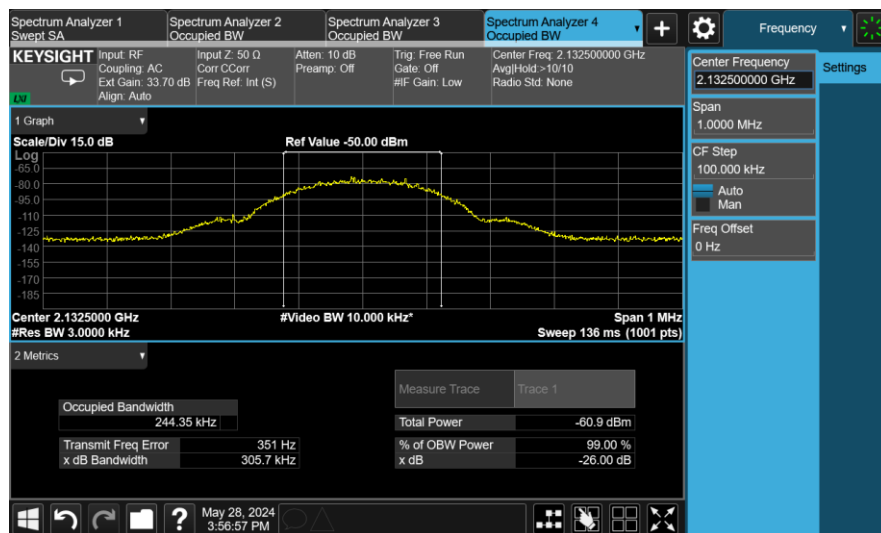 Spectrum Analyzer 1
Swept SA
Spectrum Analyzer 2
Occupied BW
Spectrum Analyzer 3
Occupied BW
Spectrum Analyzer 4
Occupied BW
Frequency
KEYSIGHT
LXI
Input: RF
Coupling: AC
Ext Gain: 33.70 dB
Align: Auto
Input Z: 50 Ω
Corr CCorr
Freq Ref: Int (S)
Atten: 10 dB
Preamp: Off
Trig: Free Run
Gate: Off
#IF Gain: Low
Center Freq: 2.132500000 GHz
Avg|Hold:>10/10
Radio Std: None
1 Graph
Scale/Div 15.0 dB
Ref Value -50.00 dBm
Log
-65.0
-80.0
-95.0
-110
-125
-140
-155
-170
-185
Center 2.1325000 GHz
#Video BW 10.000 kHz*
Span 1 MHz
#Res BW 3.0000 kHz
Sweep 136 ms (1001 pts)
2 Metrics
Measure Trace
Trace 1
Occupied Bandwidth
244.35 kHz
Total Power
-60.9 dBm
Transmit Freq Error
351 Hz
% of OBW Power
99.00 %
x dB Bandwidth
305.7 kHz
x dB
-26.00 dB
Center Frequency
2.132500000 GHz
Settings
Span
1.0000 MHz
CF Step
100.000 kHz
Auto
Man
Freq Offset
0 Hz
?
May 28, 2024
3:56:57 PM